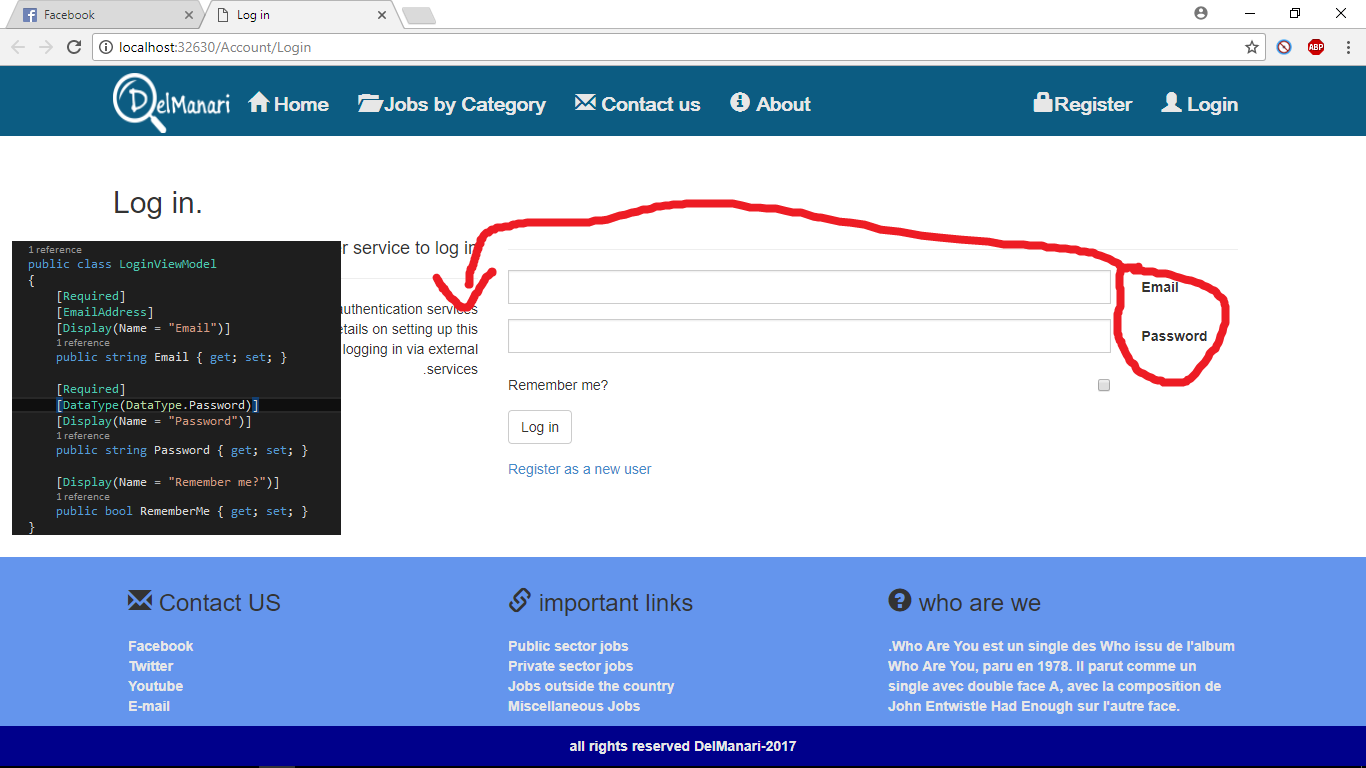 Facebook
Log in
localhost:32630/Account/Login
ABP
DelManari
Home
Jobs by Category
Contact us
About
Register
Login
Log in.
service to log in
services
details on setting up this
logging in via external
.services
1 reference
public class LoginViewModel
{
[Required]
[EmailAddress]
[Display(Name = "Email")]
1 reference
public string Email { get; set; }
[Required]
[DataType(DataType.Password)]
[Display(Name = "Password")]
1 reference
public string Password { get; set; }
[Display(Name = "Remember me?")]
1 reference
public bool RememberMe { get; set; }
}
Email
Password
Remember me?
Log in
Register as a new user
Contact US
Facebook
Twitter
Youtube
E-mail
important links
Public sector jobs
Private sector jobs
Jobs outside the country
Miscellaneous Jobs
who are we
.Who Are You est un single des Who issu de l'album
Who Are You, paru en 1978. Il parut comme un
single avec double face A, avec la composition de
John Entwistle Had Enough sur l'autre face.
all rights reserved DelManari-2017